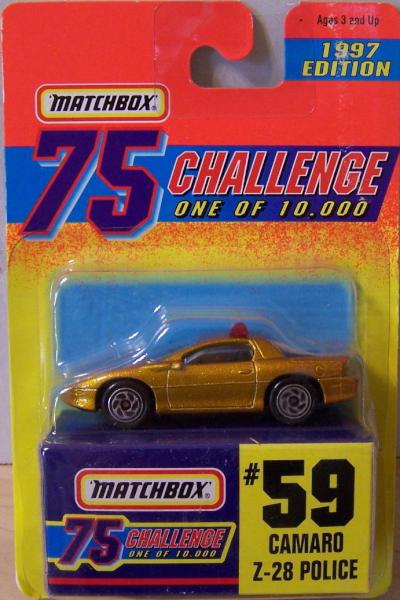 Ages 3 and Up
1997
EDITION
MATCHBOX®
75 CHALLENGE
ONE OF 10.000
MATCHBOX®
75 CHALLENGE
ONE OF 10.000
#59
CAMARO
Z-28 POLICE